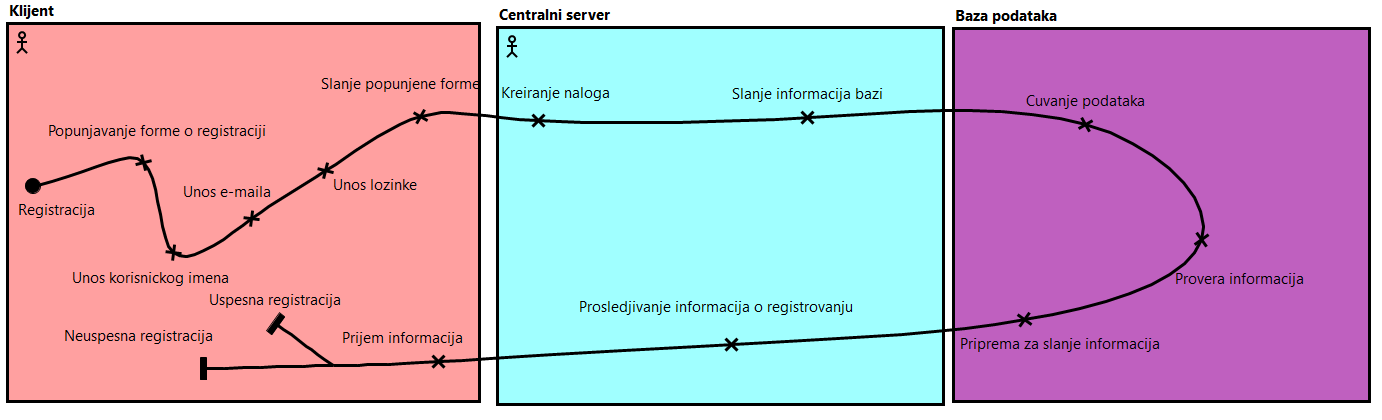 Klijent
Centralni server
Baza podataka
Slanje popunjene forme
Kreiranje naloga
Slanje informacija bazi
Cuvanje podataka
Popunjavanje forme o registraciji
Unos e-maila
Unos lozinke
Registracija
Unos korisnickog imena
Provera informacija
Uspesna registracija
Prosledjivanje informacija o registrovanju
Neuspesna registracija
Prijem informacija
Priprema za slanje informacija